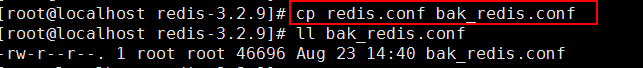 [root@localhost redis-3.2.9]# cp redis.conf bak_redis.conf
[root@localhost redis-3.2.9]# ll bak_redis.conf
-rw-r--r--. 1 root root 46696 Aug 23 14:40 bak_redis.conf